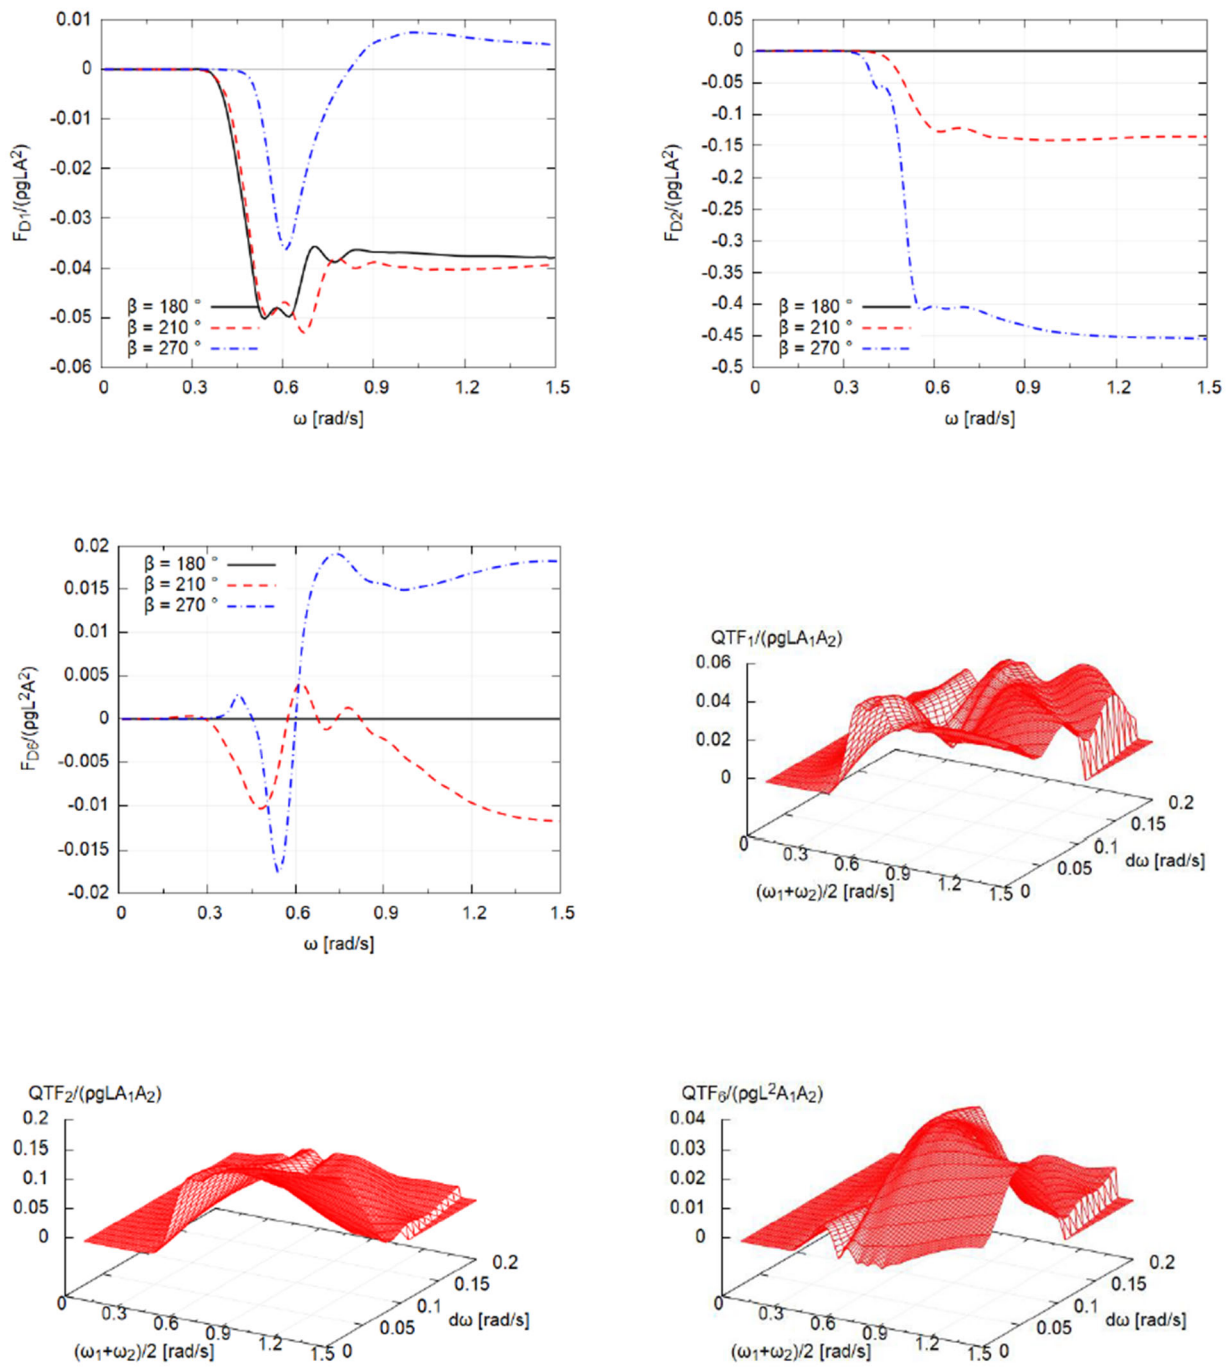 F_D1/(ρgLA²)
0.01
0
-0.01
-0.02
-0.03
-0.04
-0.05
-0.06
β = 180 °
β = 210 °
β = 270 °
0 0.3 0.6 0.9 1.2 1.5
ω [rad/s]
F_D2/(ρgLA²)
0.05
0
-0.05
-0.1
-0.15
-0.2
-0.25
-0.3
-0.35
-0.4
-0.45
-0.5
β = 180 °
β = 210 °
β = 270 °
0 0.3 0.6 0.9 1.2 1.5
ω [rad/s]
F_D6/(ρgL²A²)
0.02
0.015
0.01
0.005
0
-0.005
-0.01
-0.015
-0.02
β = 180 °
β = 210 °
β = 270 °
0 0.3 0.6 0.9 1.2 1.5
ω [rad/s]
QTF₁/(ρgLA₁A₂)
0.06
0.04
0.02
0
0 0.3 0.6 0.9 1.2 1.5
(ω₁+ω₂)/2 [rad/s]
0 0.05 0.1 0.15 0.2
dω [rad/s]
QTF₂/(ρgLA₁A₂)
0.2
0.15
0.1
0.05
0
0 0.3 0.6 0.9 1.2 1.5
(ω₁+ω₂)/2 [rad/s]
0 0.05 0.1 0.15 0.2
dω [rad/s]
QTF₆/(ρgL²A₁A₂)
0.04
0.03
0.02
0.01
0
0 0.3 0.6 0.9 1.2 1.5
(ω₁+ω₂)/2 [rad/s]
0 0.05 0.1 0.15 0.2
dω [rad/s]